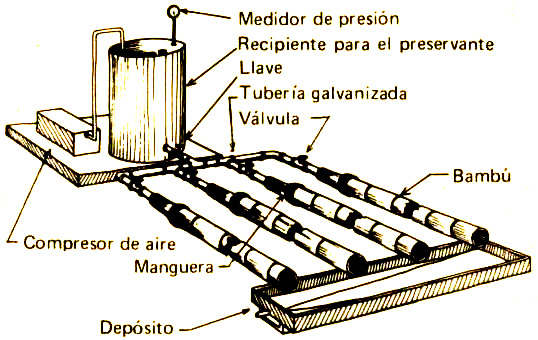 Medidor de presión
Recipiente para el preservante
Llave
Tubería galvanizada
Válvula
Bambú
Compresor de aire
Manguera
Depósito